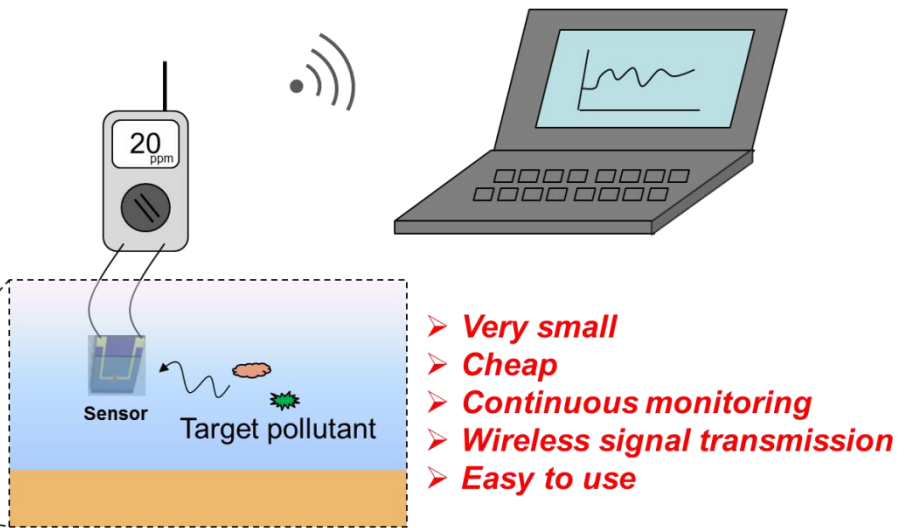 20
ppm
Sensor
Target pollutant
Very small
Cheap
Continuous monitoring
Wireless signal transmission
Easy to use